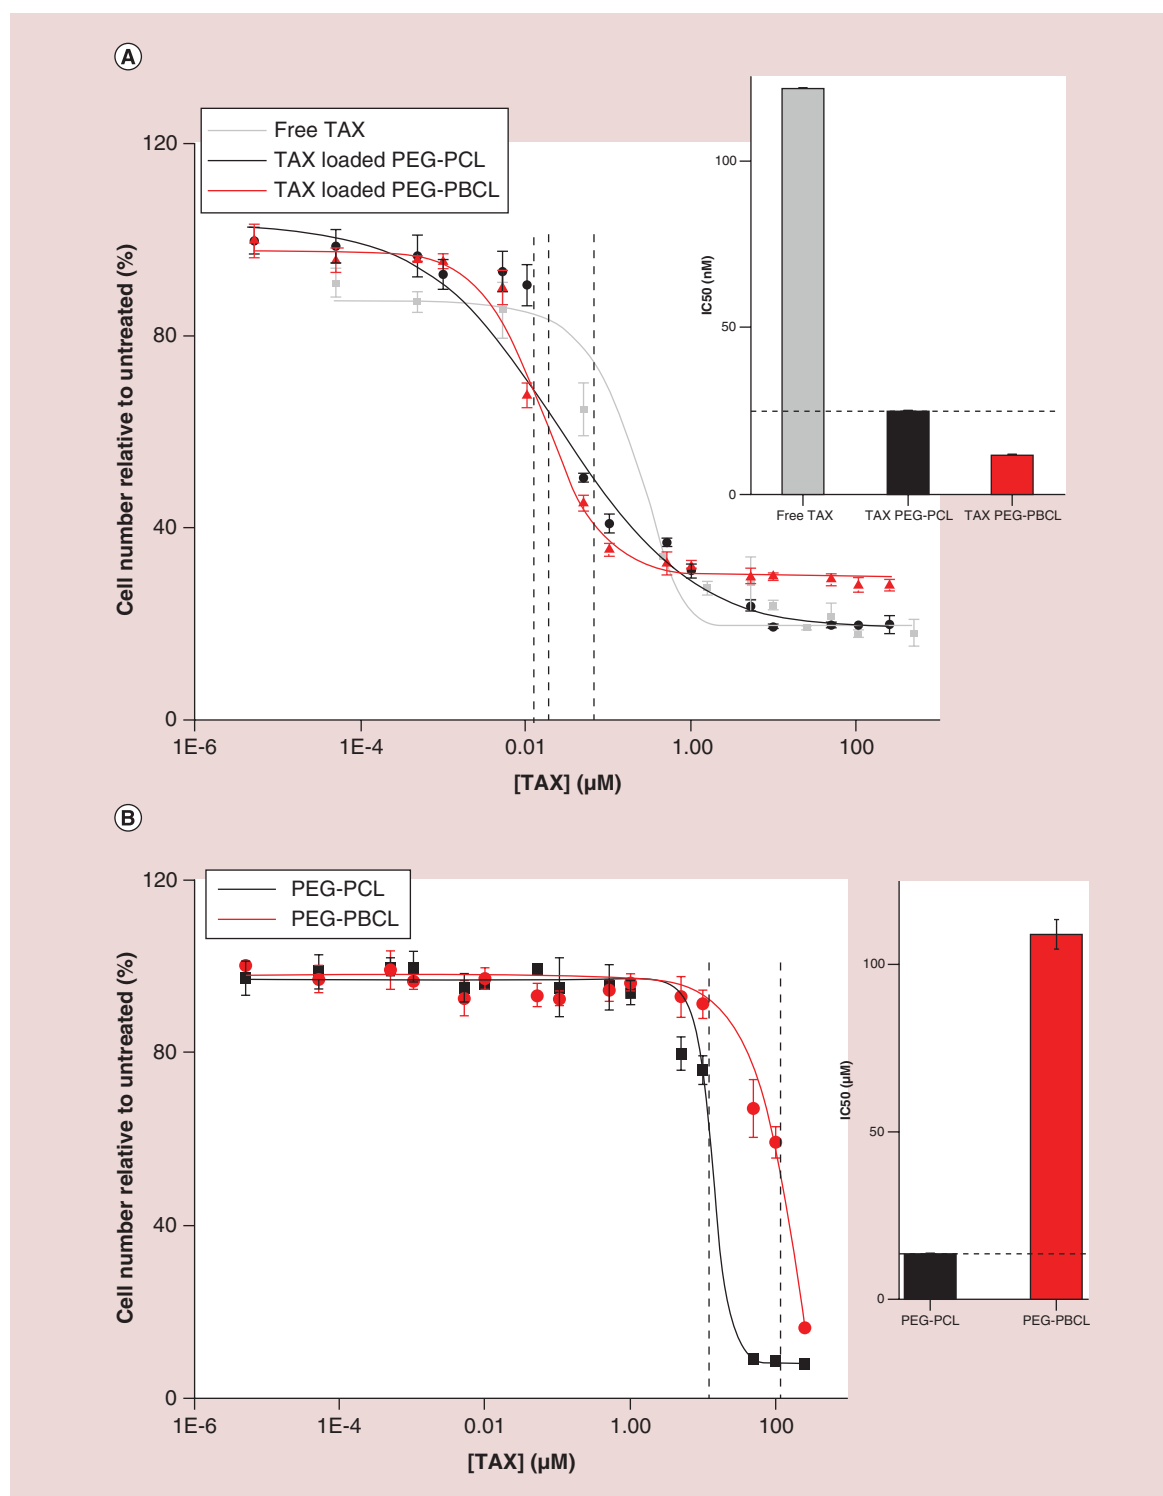 A
Free TAX
TAX loaded PEG-PCL
TAX loaded PEG-PBCL
Cell number relative to untreated (%)
120
80
40
0
1E-6 1E-4 0.01 1.00 100
[TAX] (µM)
IC50 (nM)
100
50
0
Free TAX TAX PEG-PCL TAX PEG-PBCL
B
PEG-PCL
PEG-PBCL
Cell number relative to untreated (%)
120
80
40
0
1E-6 1E-4 0.01 1.00 100
[TAX] (µM)
IC50 (µM)
100
50
0
PEG-PCL PEG-PBCL